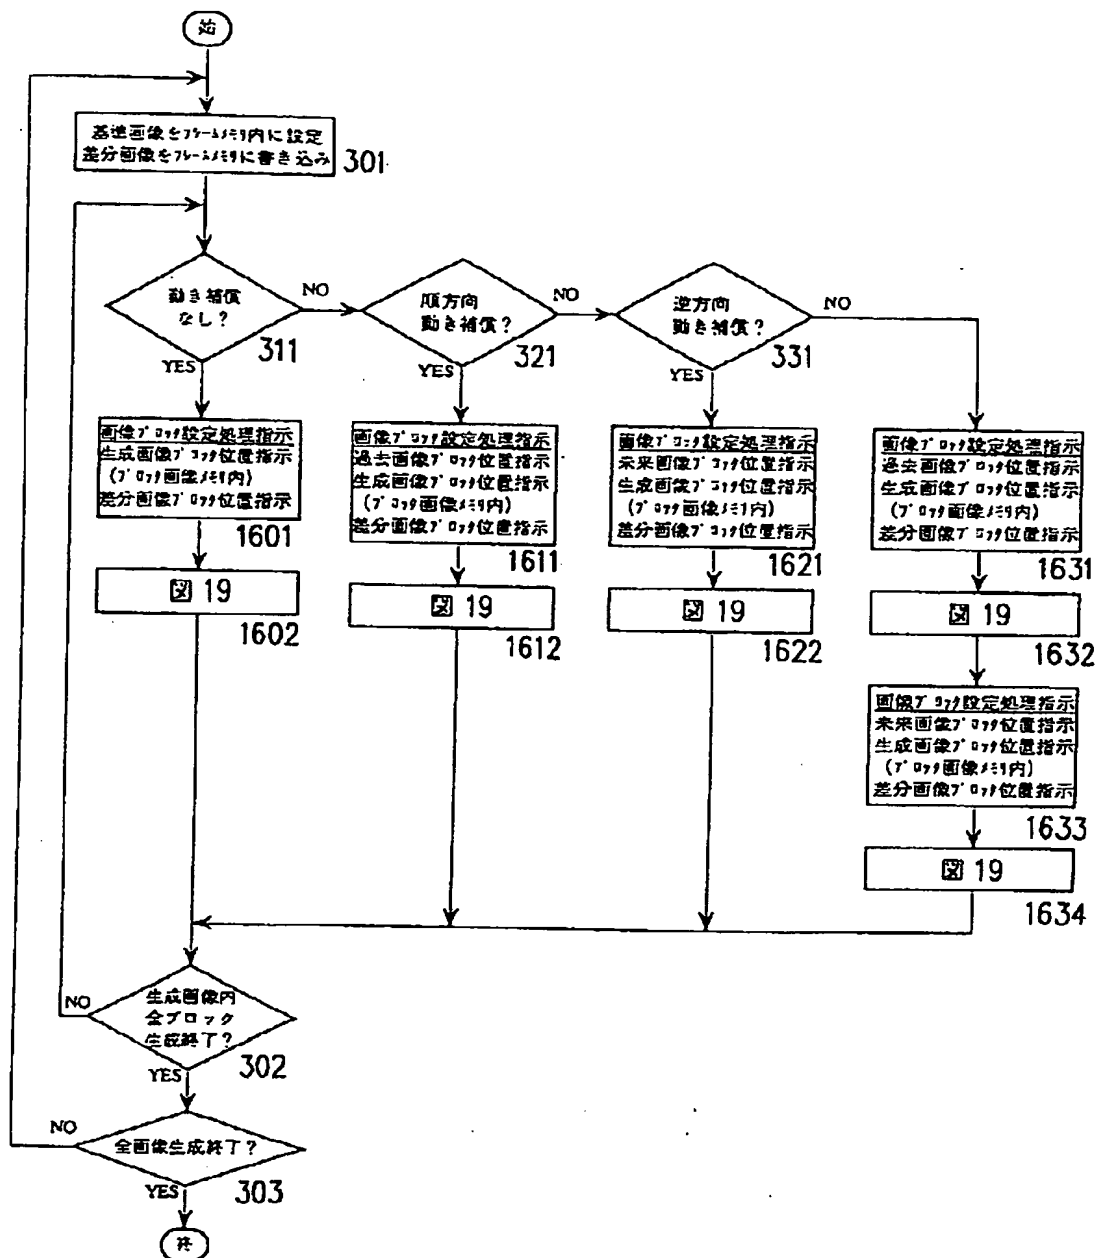 始
基準画像をフレームメモリ内に設定
差分画像をフレームメモリに書き込み
301
動き補償
なし?
311
NO
YES
順方向
動き補償?
321
NO
YES
逆方向
動き補償?
331
NO
YES
画像ブロック設定処理指示
生成画像ブロック位置指示
(ブロック画像メモリ内)
差分画像ブロック位置指示
1601
図 19
1602
画像ブロック設定処理指示
過去画像ブロック位置指示
生成画像ブロック位置指示
(ブロック画像メモリ内)
差分画像ブロック位置指示
1611
図 19
1612
画像ブロック設定処理指示
未来画像ブロック位置指示
生成画像ブロック位置指示
(ブロック画像メモリ内)
差分画像ブロック位置指示
1621
図 19
1622
画像ブロック設定処理指示
過去画像ブロック位置指示
生成画像ブロック位置指示
(ブロック画像メモリ内)
差分画像ブロック位置指示
1631
図 19
1632
画像ブロック設定処理指示
未来画像ブロック位置指示
生成画像ブロック位置指示
(ブロック画像メモリ内)
差分画像ブロック位置指示
1633
図 19
1634
生成画像内
全ブロック
生成終了?
302
NO
YES
全画像生成終了?
303
NO
YES
終